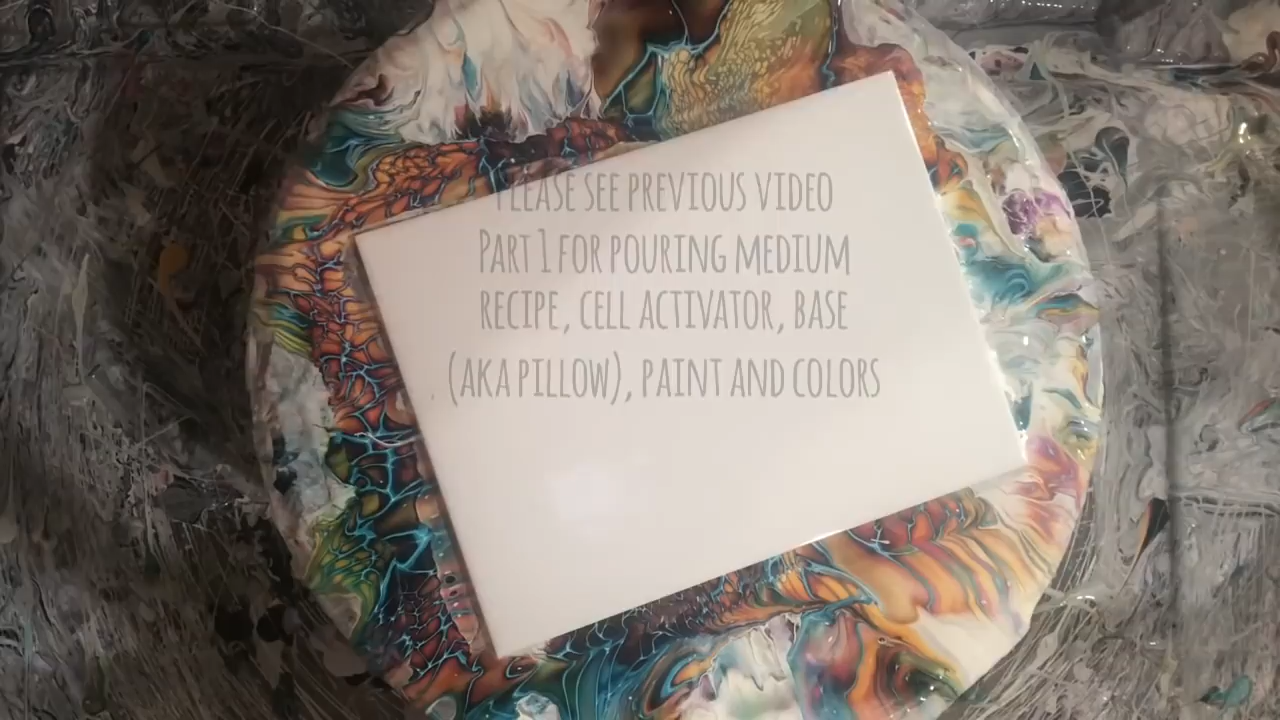 PLEASE SEE PREVIOUS VIDEO
PART 1 FOR POURING MEDIUM
RECIPE, CELL ACTIVATOR, BASE
(AKA PILLOW), PAINT AND COLORS